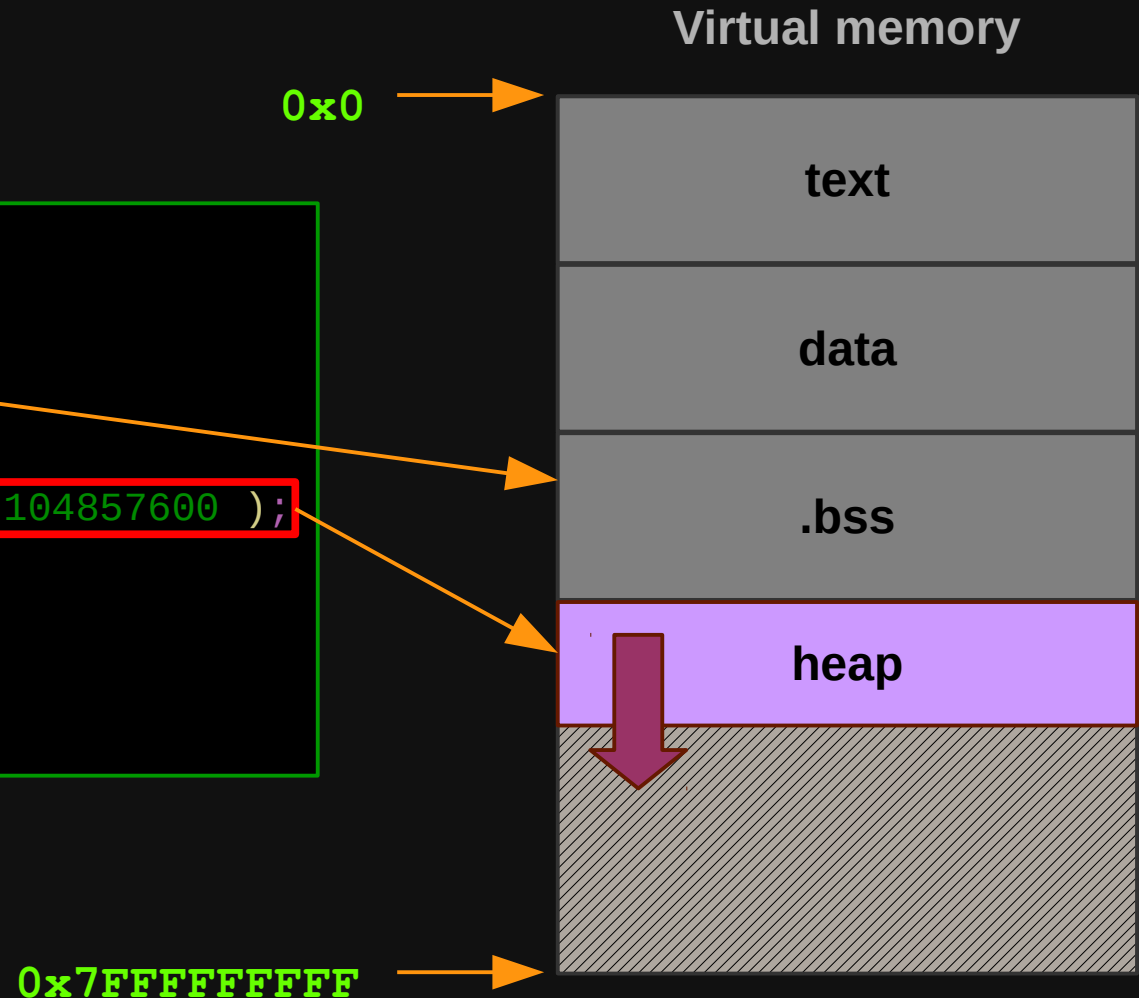 Virtual memory
0x0
text
data
.bss
104857600 );
heap
0x7FFFFFFFFF